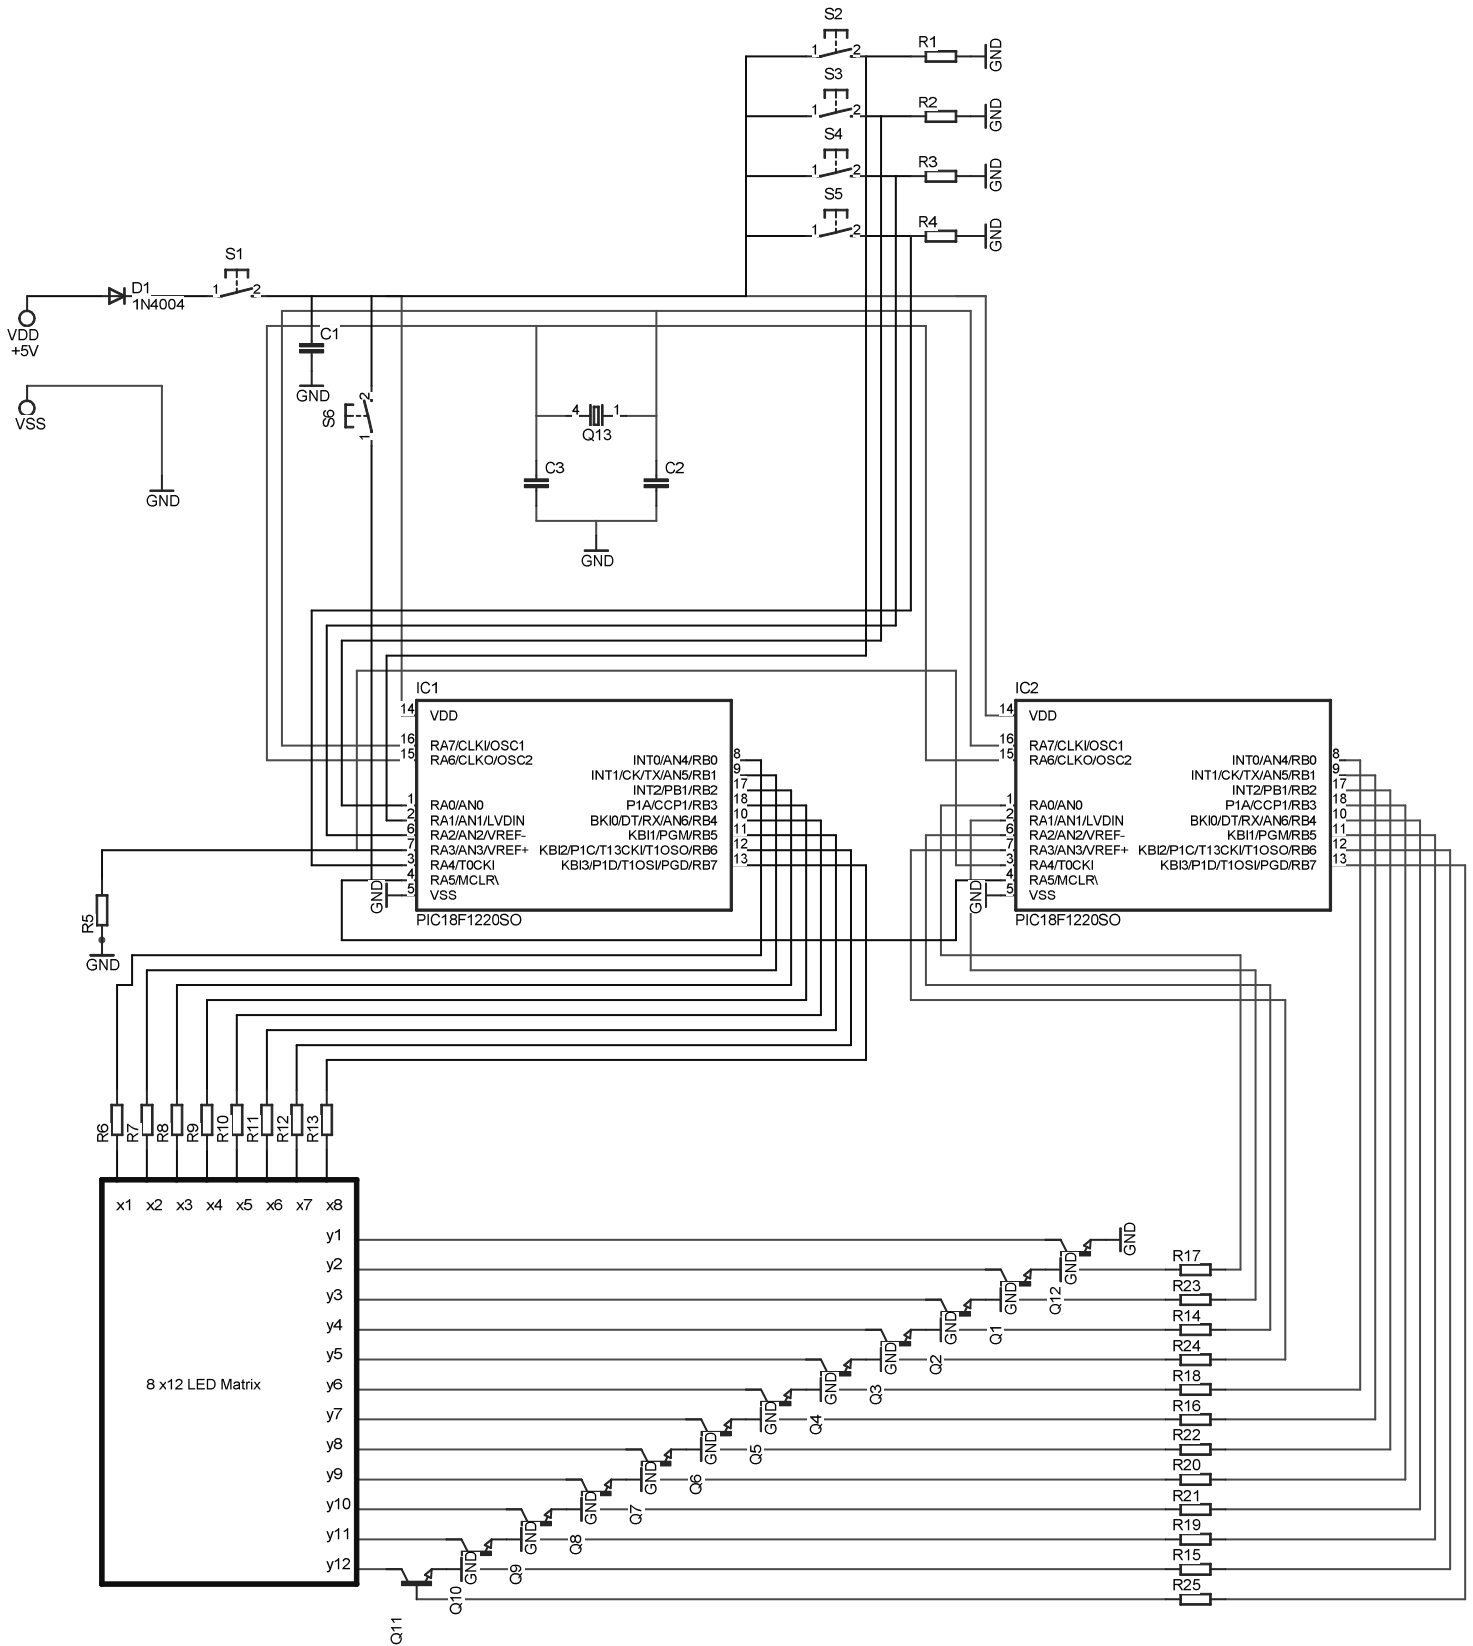 S2
1 2
R1
GND
S3
1 2
R2
GND
S4
1 2
R3
GND
S5
1 2
R4
GND
S1
1 2
D1
1N4004
VDD
+5V
C1
GND
VSS
GND
S6
2
1
4 1
Q13
C3
C2
GND
IC1
14 VDD
16 RA7/CLKI/OSC1
15 RA6/CLKO/OSC2
1 RA0/AN0
2 RA1/AN1/LVDIN
6 RA2/AN2/VREF-
7 RA3/AN3/VREF+
3 RA4/T0CKI
4 RA5/MCLR\
5 VSS
GND
INT0/AN4/RB0 8
INT1/CK/TX/AN5/RB1 9
INT2/PB1/RB2 17
P1A/CCP1/RB3 18
BKI0/DT/RX/AN6/RB4 10
KBI1/PGM/RB5 11
KBI2/P1C/T13CKI/T1OSO/RB6 12
KBI3/P1D/T1OSI/PGD/RB7 13
PIC18F1220SO
IC2
14 VDD
16 RA7/CLKI/OSC1
15 RA6/CLKO/OSC2
1 RA0/AN0
2 RA1/AN1/LVDIN
6 RA2/AN2/VREF-
7 RA3/AN3/VREF+
3 RA4/T0CKI
4 RA5/MCLR\
5 VSS
GND
INT0/AN4/RB0 8
INT1/CK/TX/AN5/RB1 9
INT2/PB1/RB2 17
P1A/CCP1/RB3 18
BKI0/DT/RX/AN6/RB4 10
KBI1/PGM/RB5 11
KBI2/P1C/T13CKI/T1OSO/RB6 12
KBI3/P1D/T1OSI/PGD/RB7 13
PIC18F1220SO
R5
GND
R6 R7 R8 R9 R10 R11 R12 R13
x1 x2 x3 x4 x5 x6 x7 x8
y1
y2
y3
y4
y5
y6
y7
y8
y9
y10
y11
y12
8 x12 LED Matrix
GND
GND
GND
GND
GND
GND
GND
GND
GND
GND
GND
GND
Q12
Q1
Q2
Q3
Q4
Q5
Q6
Q7
Q8
Q9
Q10
Q11
R17
R23
R14
R24
R18
R16
R22
R20
R21
R19
R15
R25